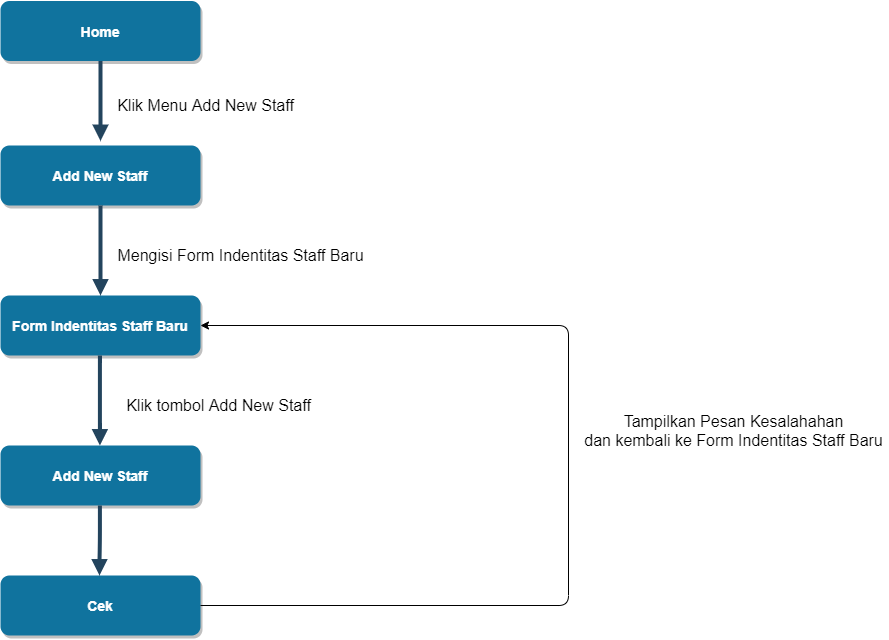 Home
Klik Menu Add New Staff
Add New Staff
Mengisi Form Indentitas Staff Baru
Form Indentitas Staff Baru
Klik tombol Add New Staff
Tampilkan Pesan Kesalahahan
dan kembali ke Form Indentitas Staff Baru
Add New Staff
Cek